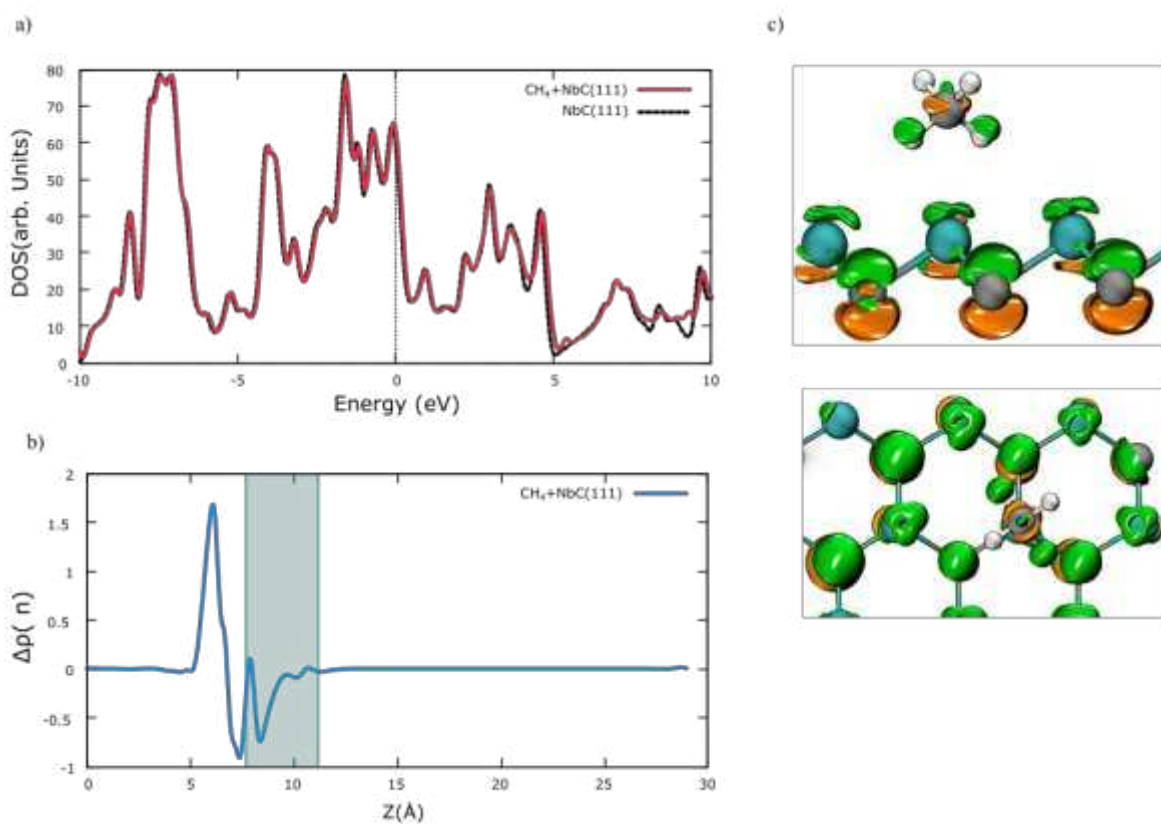 a)
CH₄+NbC(111)
NbC(111)
DOS(arb. Units)
80
70
60
50
40
30
20
10
0
-10
-5
0
5
10
Energy (eV)
b)
CH₄+NbC(111)
Δρ( n)
2
1.5
1
0.5
0
-0.5
-1
0
5
10
15
20
25
30
Z(Å)
c)